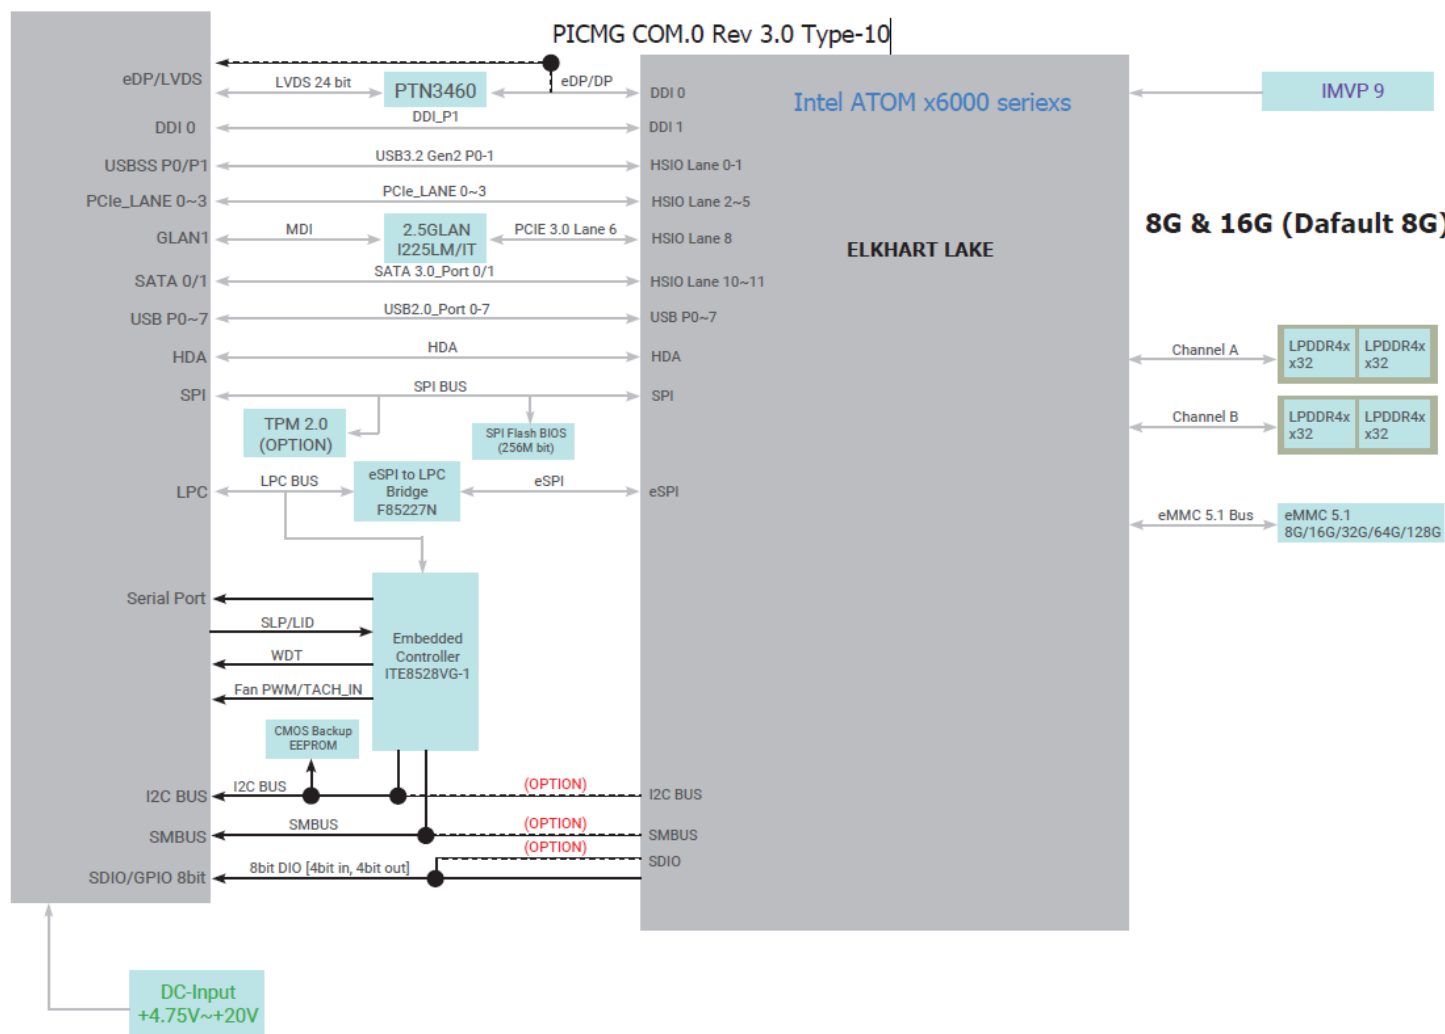 PICMG COM.0 Rev 3.0 Type-10
eDP/LVDS
LVDS 24 bit
PTN3460
eDP/DP
DDI 0
Intel ATOM x6000 seriexs
IMVP 9
DDI 0
DDI_P1
DDI 1
USBSS P0/P1
USB3.2 Gen2 P0-1
HSIO Lane 0-1
PCIe_LANE 0~3
PCIe_LANE 0~3
HSIO Lane 2~5
GLAN1
MDI
2.5GLAN
I225LM/IT
PCIE 3.0 Lane 6
HSIO Lane 8
ELKHART LAKE
8G & 16G (Dafault 8G)
SATA 0/1
SATA 3.0_Port 0/1
HSIO Lane 10~11
USB P0~7
USB2.0_Port 0-7
USB P0~7
HDA
HDA
HDA
Channel A
LPDDR4x
x32
LPDDR4x
x32
SPI
SPI BUS
SPI
TPM 2.0
(OPTION)
SPI Flash BIOS
(256M bit)
Channel B
LPDDR4x
x32
LPDDR4x
x32
LPC
LPC BUS
eSPI to LPC
Bridge
F85227N
eSPI
eSPI
eMMC 5.1 Bus
eMMC 5.1
8G/16G/32G/64G/128G
Serial Port
SLP/LID
WDT
Fan PWM/TACH_IN
Embedded
Controller
ITE8528VG-1
CMOS Backup
EEPROM
I2C BUS
I2C BUS
(OPTION)
I2C BUS
SMBUS
SMBUS
(OPTION)
SMBUS
(OPTION)
SDIO
SDIO/GPIO 8bit
8bit DIO [4bit in, 4bit out]
DC-Input
+4.75V~+20V